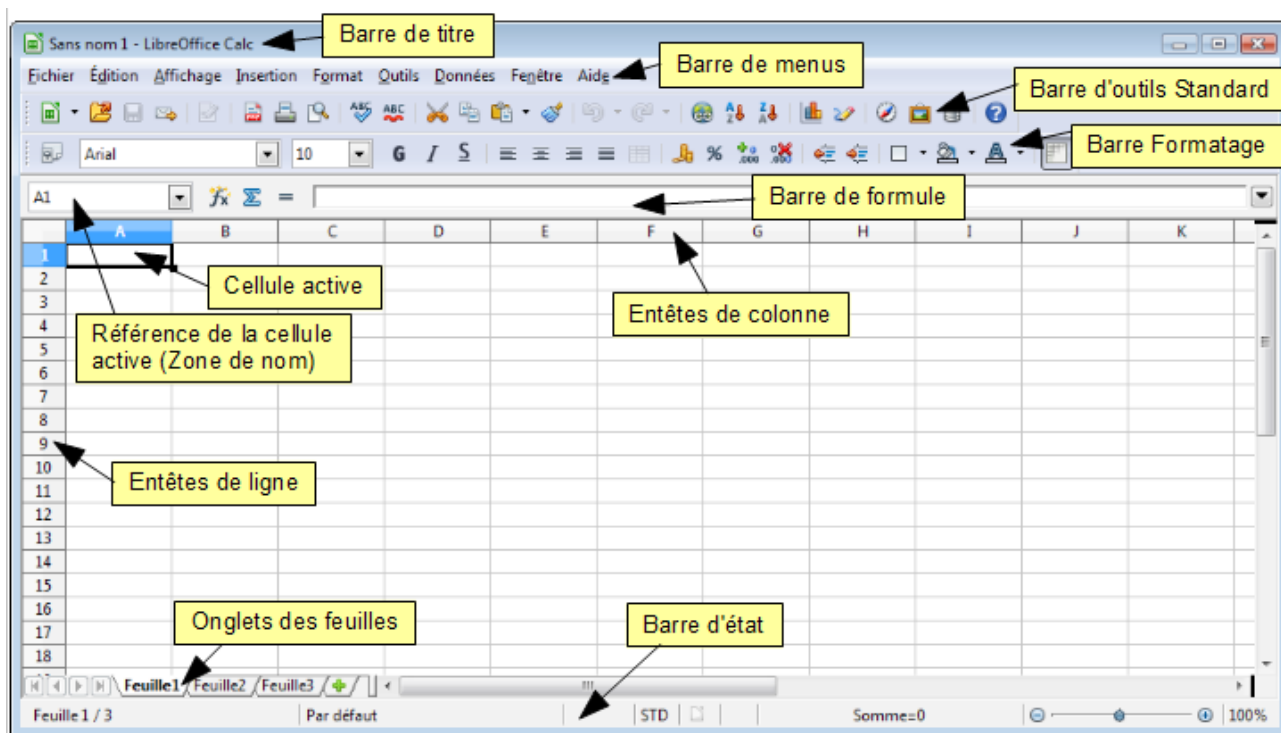 Sans nom 1 - LibreOffice Calc
Barre de titre
Fichier Édition Affichage Insertion Format Outils Données Fenêtre Aide
Barre de menus
Barre d'outils Standard
Arial 10 G I S %
Barre Formatage
A1 =
Barre de formule
A B C D E F G H I J K
1
2
Cellule active
3
Entêtes de colonne
4
Référence de la cellule
active (Zone de nom)
5
6
7
8
9
10
Entêtes de ligne
11
12
13
14
15
16
Onglets des feuilles
Barre d'état
17
18
Feuille1 Feuille2 Feuille3
Feuille 1 / 3 Par défaut STD Somme=0 100%